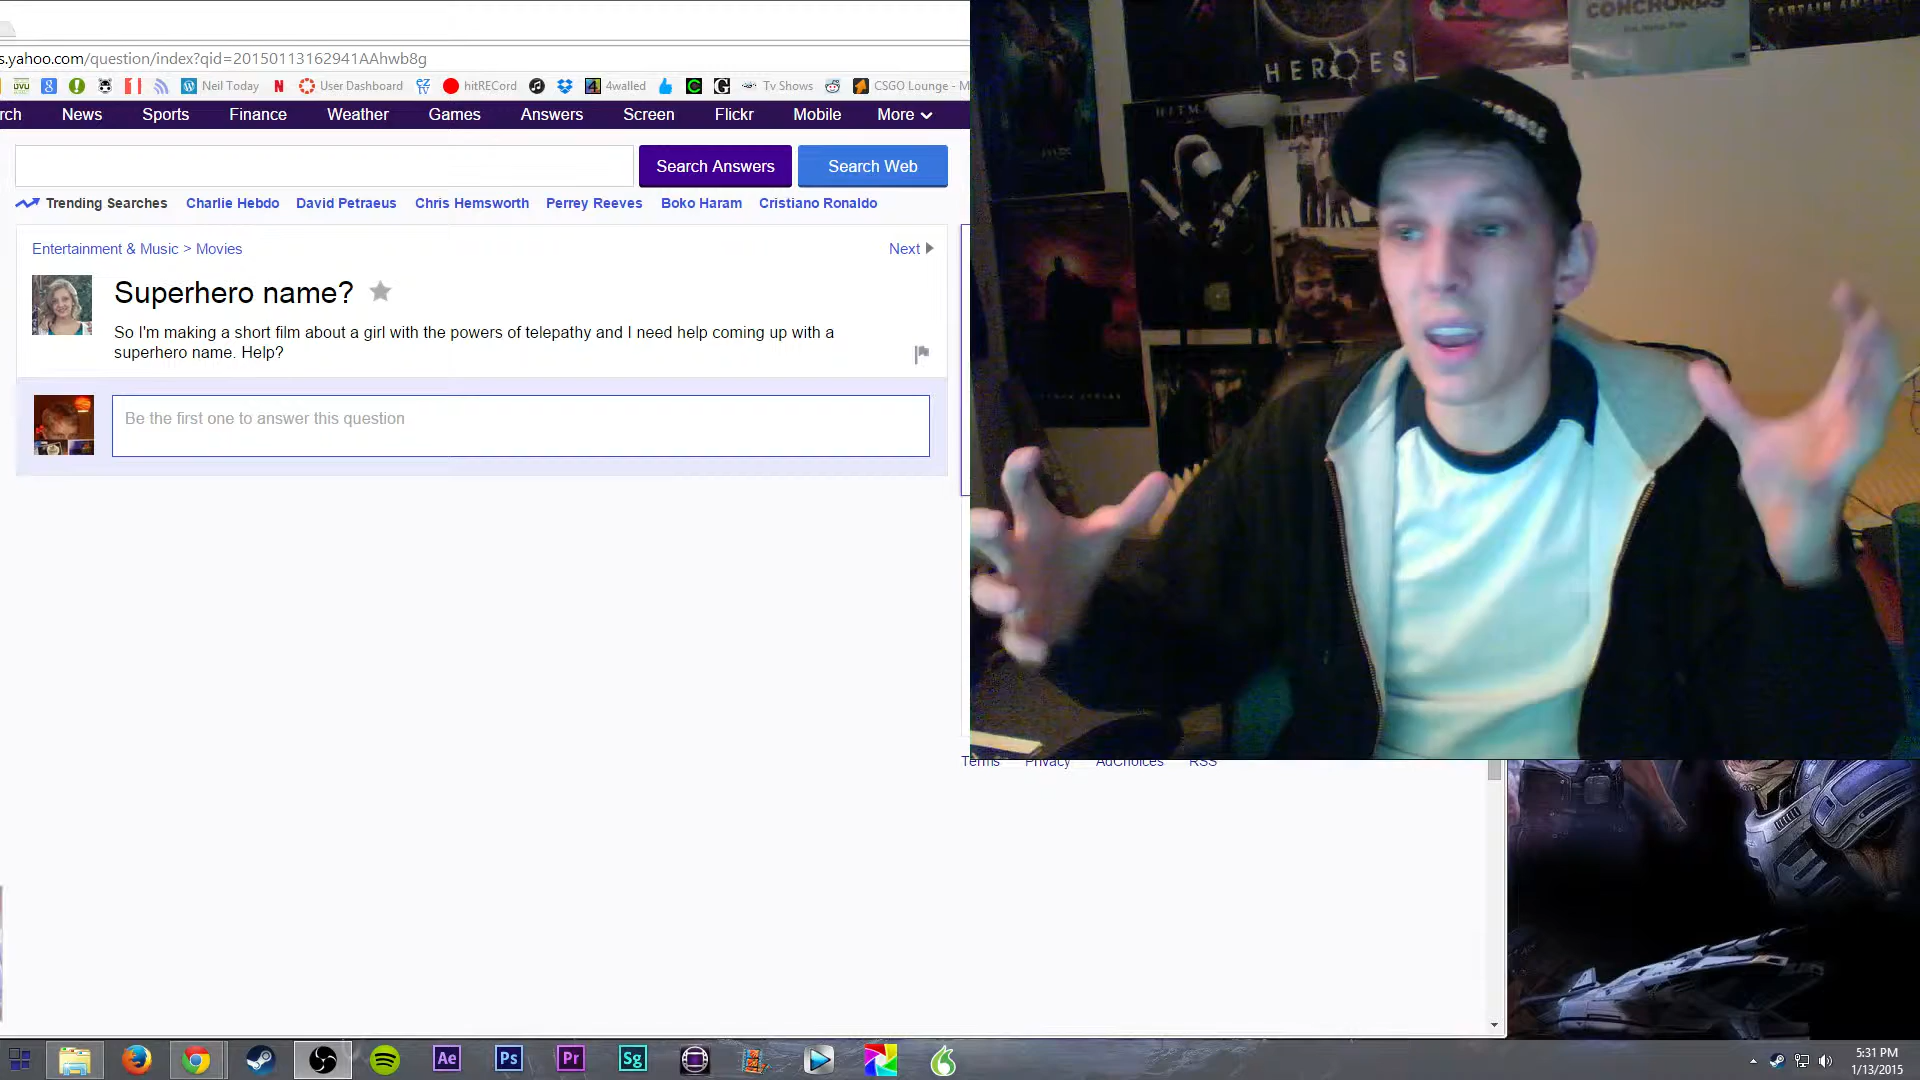 s.yahoo.com/question/index?qid=20150113162941AAhwb8g
Neil Today
User Dashboard
hitRECord
4walled
Tv Shows
CSGO Lounge - M
rch News Sports Finance Weather Games Answers Screen Flickr Mobile More
Search Answers
Search Web
Trending Searches Charlie Hebdo David Petraeus Chris Hemsworth Perrey Reeves Boko Haram Cristiano Ronaldo
Entertainment & Music > Movies
Next
Superhero name?
So I'm making a short film about a girl with the powers of telepathy and I need help coming up with a
superhero name. Help?
Be the first one to answer this question
HEROES
CONCHORDS
CAPTAIN AME
HITMA
Terms Privacy AdChoices RSS
Ae
Ps
Pr
Sg
5:31 PM
1/13/2015